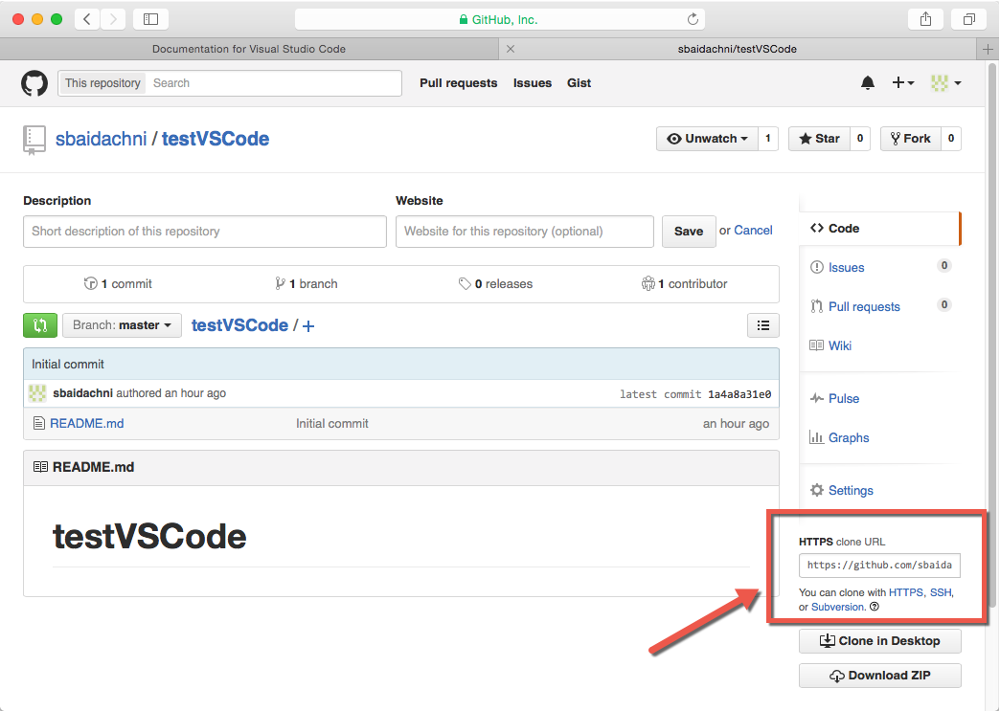 GitHub, Inc.
Documentation for Visual Studio Code
sbaidachni/testVSCode
This repository Search
Pull requests Issues Gist
sbaidachni / testVSCode
Unwatch 1
Star 0
Fork 0
Description
Short description of this repository
Website
Website for this repository (optional)
Save or Cancel
1 commit
1 branch
0 releases
1 contributor
Branch: master
testVSCode / +
Initial commit
sbaidachni authored an hour ago
latest commit 1a4a8a31e0
README.md Initial commit an hour ago
README.md
testVSCode
Code
Issues 0
Pull requests 0
Wiki
Pulse
Graphs
Settings
HTTPS clone URL
https://github.com/sbaida
You can clone with HTTPS, SSH,
or Subversion.
Clone in Desktop
Download ZIP